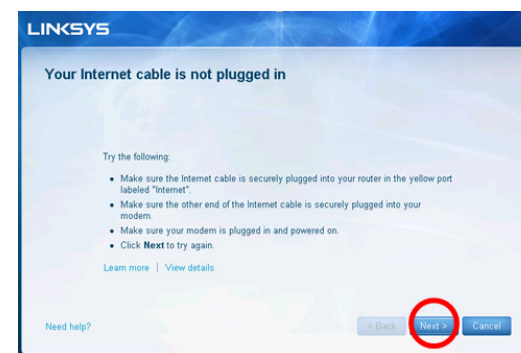 LINKSYS
Your Internet cable is not plugged in
Try the following:
• Make sure the Internet cable is securely plugged into your router in the yellow port
labeled "Internet".
• Make sure the other end of the Internet cable is securely plugged into your
modem.
• Make sure your modem is plugged in and powered on.
• Click Next to try again.
Learn more | View details
Need help? < Back Next > Cancel